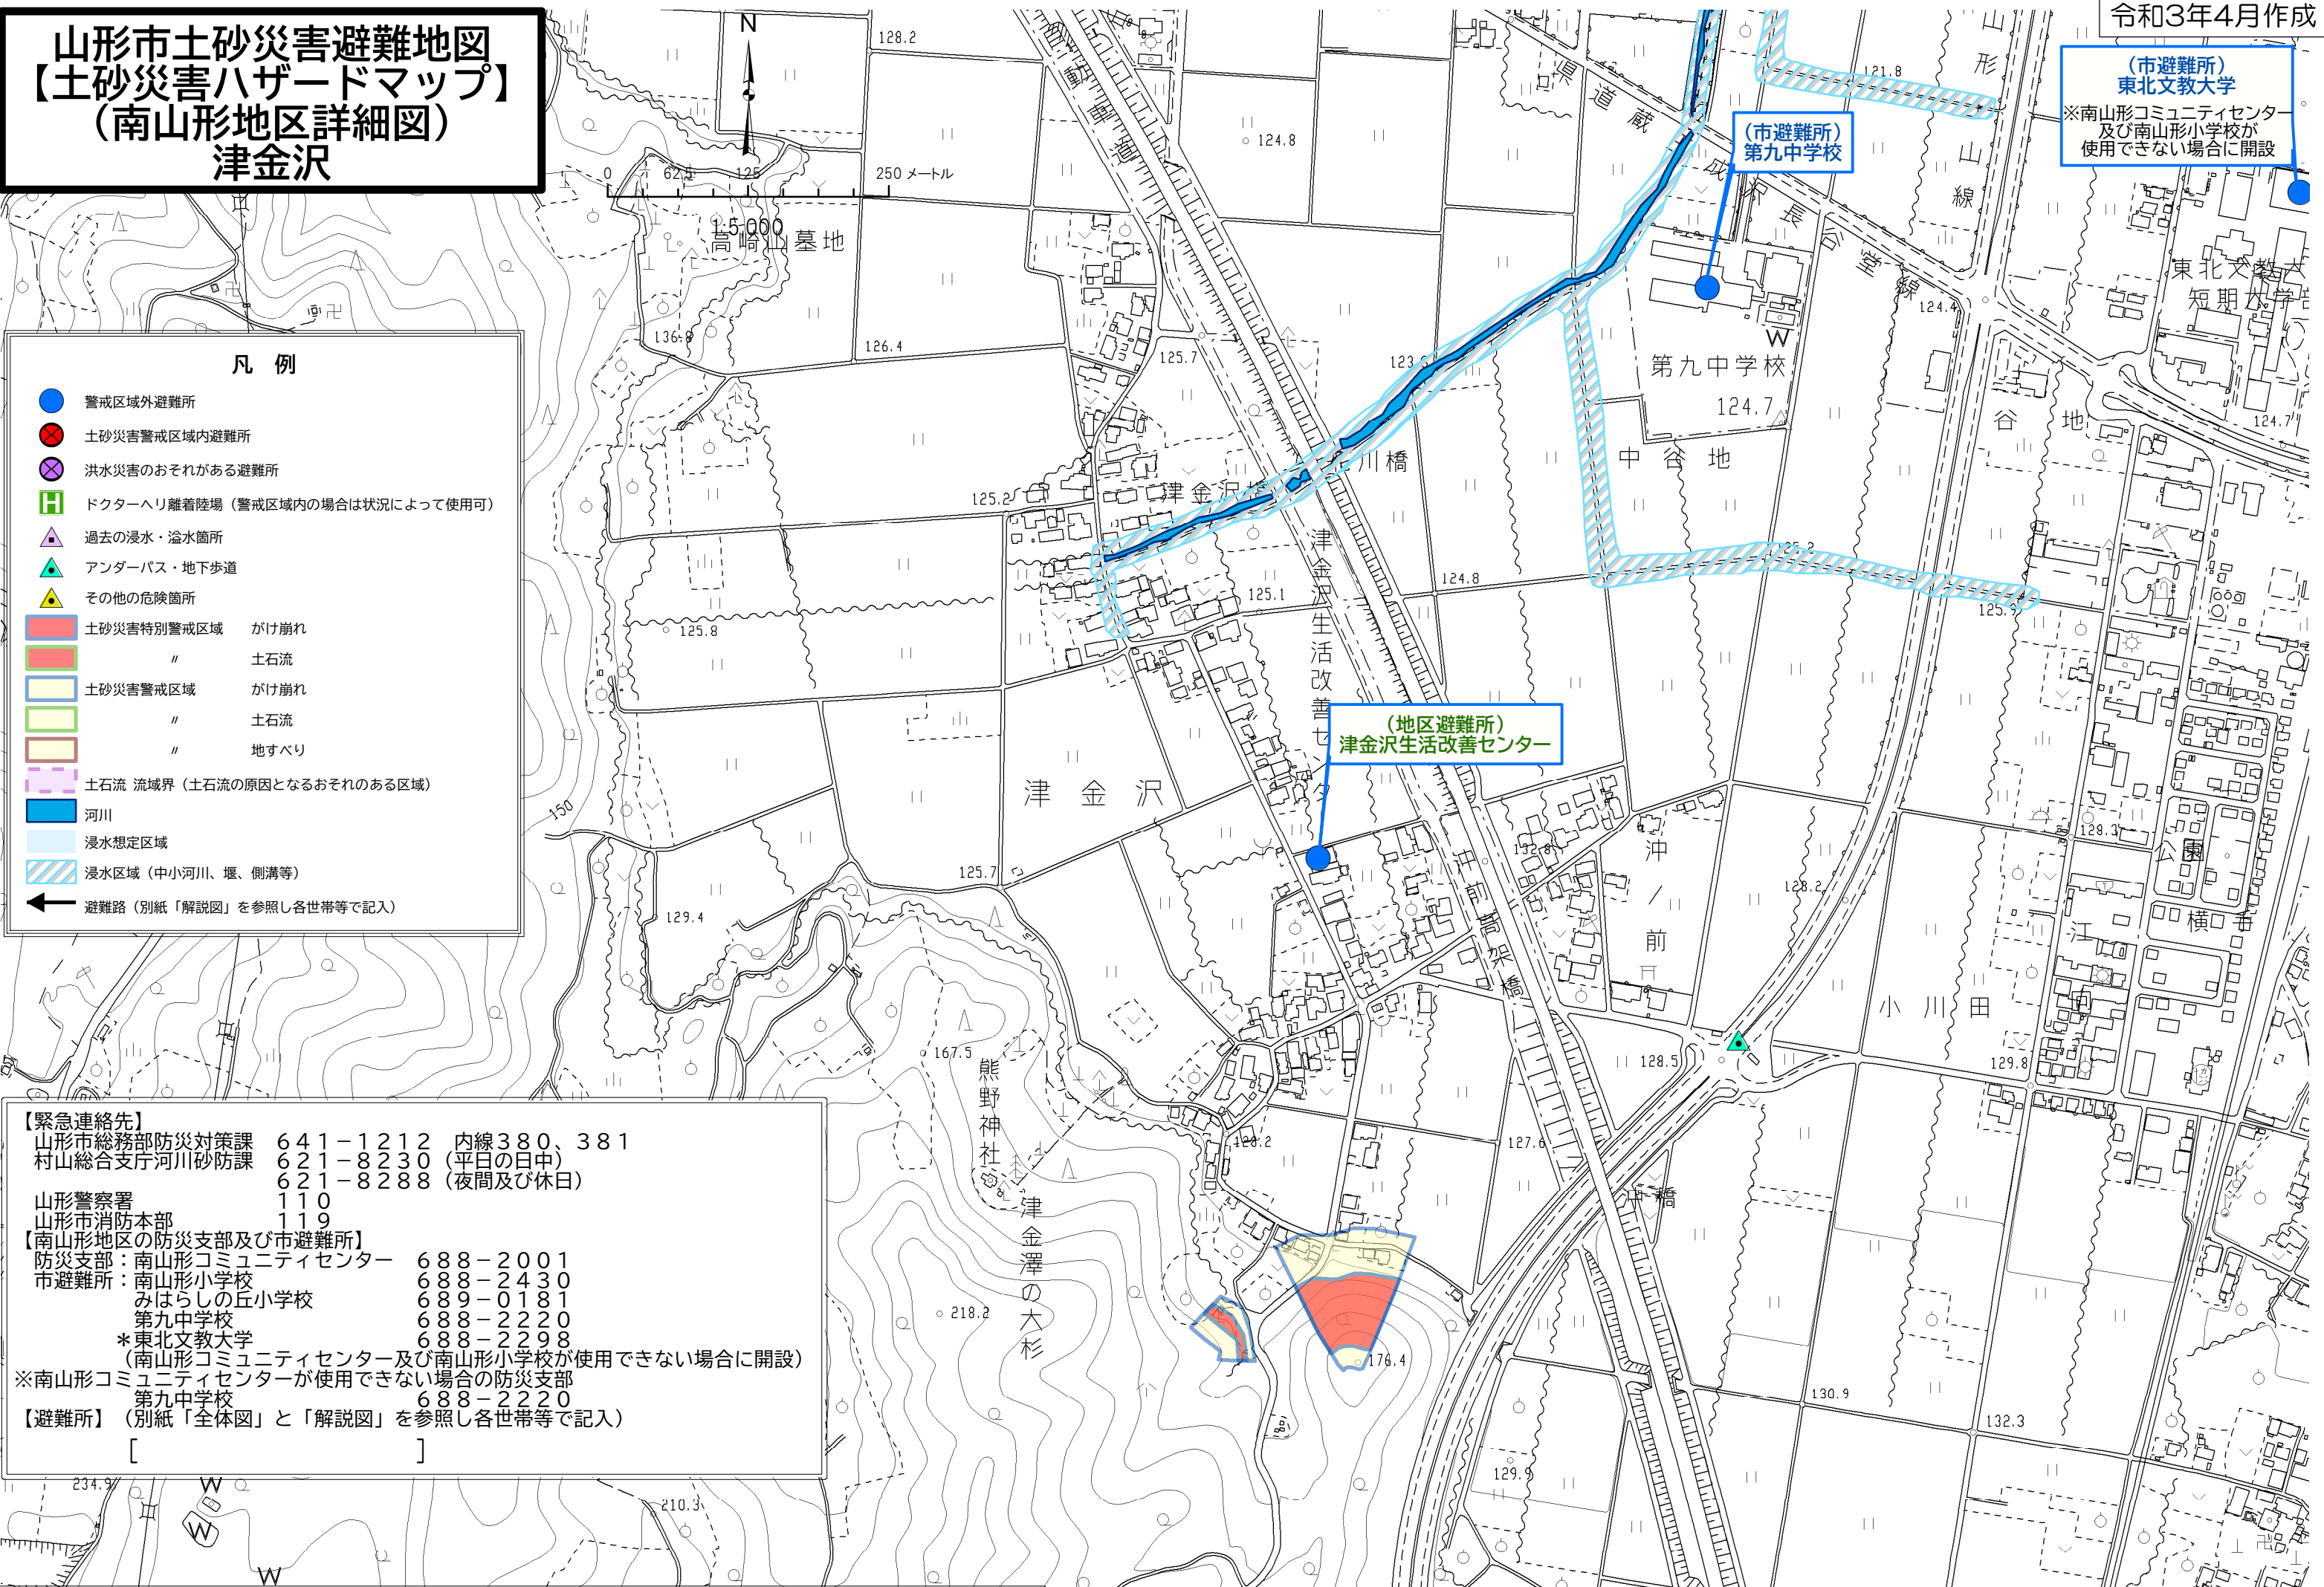 令和3年4月作成
山形市土砂災害避難地図
【土砂災害ハザードマップ】
（南山形地区詳細図）
津金沢
N
0 62.5 125 250 メートル
1:5,000
高崎山墓地
（市避難所）
東北文教大学
※南山形コミュニティセンター
及び南山形小学校が
使用できない場合に開設
（市避難所）
第九中学校
（地区避難所）
津金沢生活改善センター
凡 例
警戒区域外避難所
土砂災害警戒区域内避難所
洪水災害のおそれがある避難所
H ドクターヘリ離着陸場（警戒区域内の場合は状況によって使用可）
過去の浸水・溢水箇所
アンダーパス・地下歩道
その他の危険箇所
土砂災害特別警戒区域 がけ崩れ
〃 土石流
土砂災害警戒区域 がけ崩れ
〃 土石流
〃 地すべり
土石流 流域界（土石流の原因となるおそれのある区域）
河川
浸水想定区域
浸水区域（中小河川、堰、側溝等）
避難路（別紙「解説図」を参照し各世帯等で記入）
【緊急連絡先】
山形市総務部防災対策課 641－1212 内線380、381
村山総合支庁河川砂防課 621－8230（平日の日中）
621－8288（夜間及び休日）
山形警察署 110
山形市消防本部 119
【南山形地区の防災支部及び市避難所】
防災支部：南山形コミュニティセンター 688－2001
市避難所：南山形小学校 688－2430
みはらしの丘小学校 689－0181
第九中学校 688－2220
＊東北文教大学 688－2298
（南山形コミュニティセンター及び南山形小学校が使用できない場合に開設）
※南山形コミュニティセンターが使用できない場合の防災支部
第九中学校 688－2220
【避難所】（別紙「全体図」と「解説図」を参照し各世帯等で記入）
[ ]
128.2
124.8
121.8
136.8
126.4
125.7
124.4
第九中学校
124.7
W
東北文教大
短期大学部
124.7
谷 地
中 谷 地
川橋
125.2
125.1
124.8
125.8
津 金 沢
128.3
公園
132.8
128.2
沖ノ前
横 手
江
小 川 田
125.7
129.4
150
167.5
熊野神社
津金澤の大杉
128.5
129.8
128.2
127.6
中橋
218.2
176.4
130.9
132.3
129.9
234.9
210.3
W
W
W
県道蔵成沢長谷堂線
山形
山線